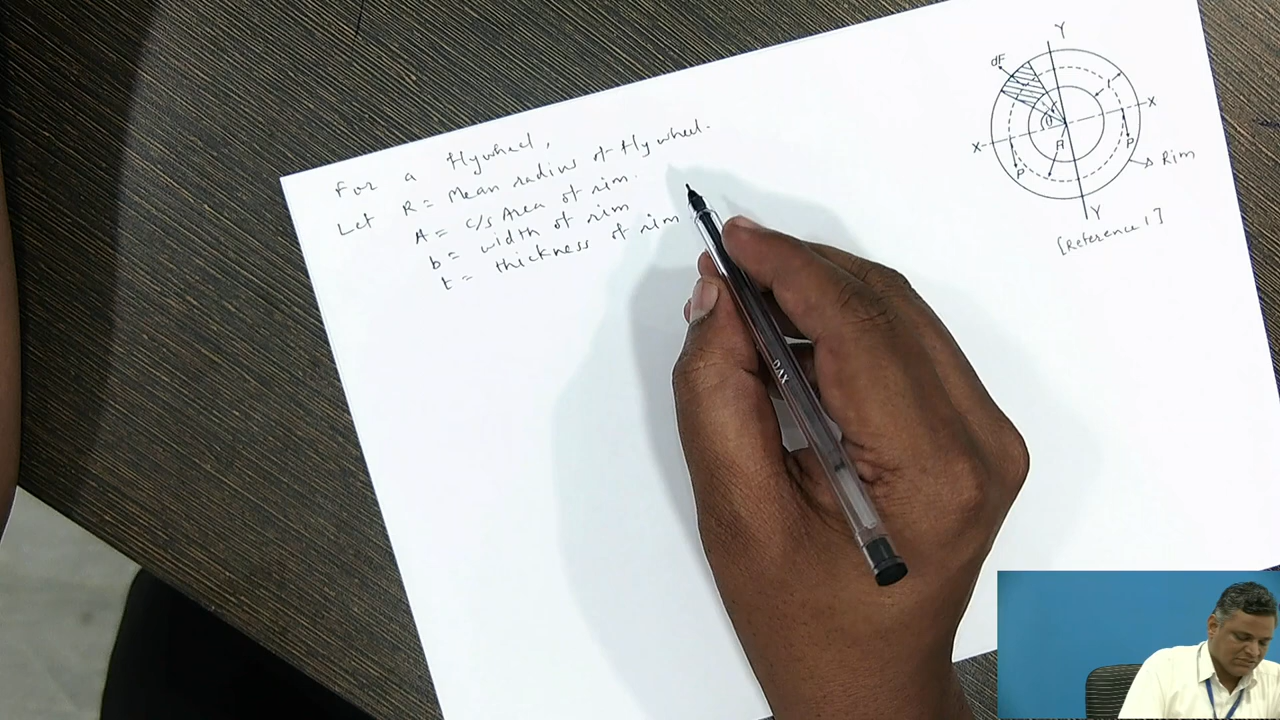 For a flywheel,
Let R = Mean radius of flywheel.
A = c/s Area of rim.
b = width of rim
t = thickness of rim
Y
dF
t
X
θ
R
X
P
P
Rim
Y
[Reference 1]
DAX